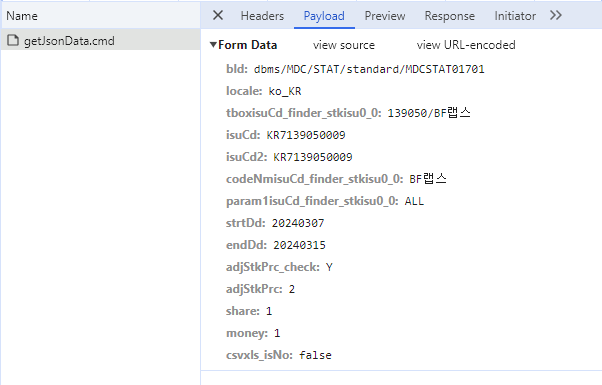 Name
Headers Payload Preview Response Initiator
getJsonData.cmd
Form Data view source view URL-encoded
bld: dbms/MDC/STAT/standard/MDCSTAT01701
locale: ko_KR
tboxisuCd_finder_stkisu0_0: 139050/BF랩스
isuCd: KR7139050009
isuCd2: KR7139050009
codeNmisuCd_finder_stkisu0_0: BF랩스
param1isuCd_finder_stkisu0_0: ALL
strtDd: 20240307
endDd: 20240315
adjStkPrc_check: Y
adjStkPrc: 2
share: 1
money: 1
csvxls_isNo: false